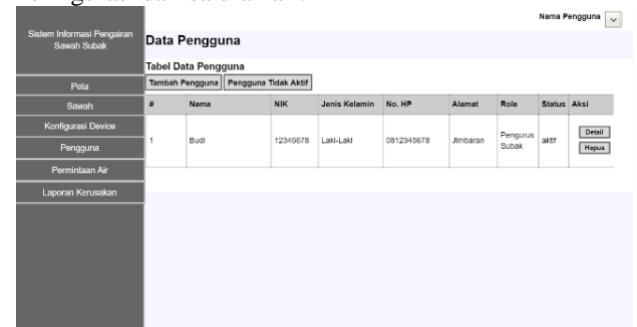 Nama Pengguna
Sistem Informasi Pengairan
Sawah Subak
Data Pengguna
Tabel Data Pengguna
Tambah Pengguna Pengguna Tidak Aktif
Peta
Sawah
Konfigurasi Device
Pengguna
Permintaan Air
Laporan Kerusakan
# Nama NIK Jenis Kelamin No. HP Alamat Role Status Aksi
1 Budi 12345678 Laki-Laki 0812345678 Jimbaran Pengurus Subak aktif Detail
Hapus